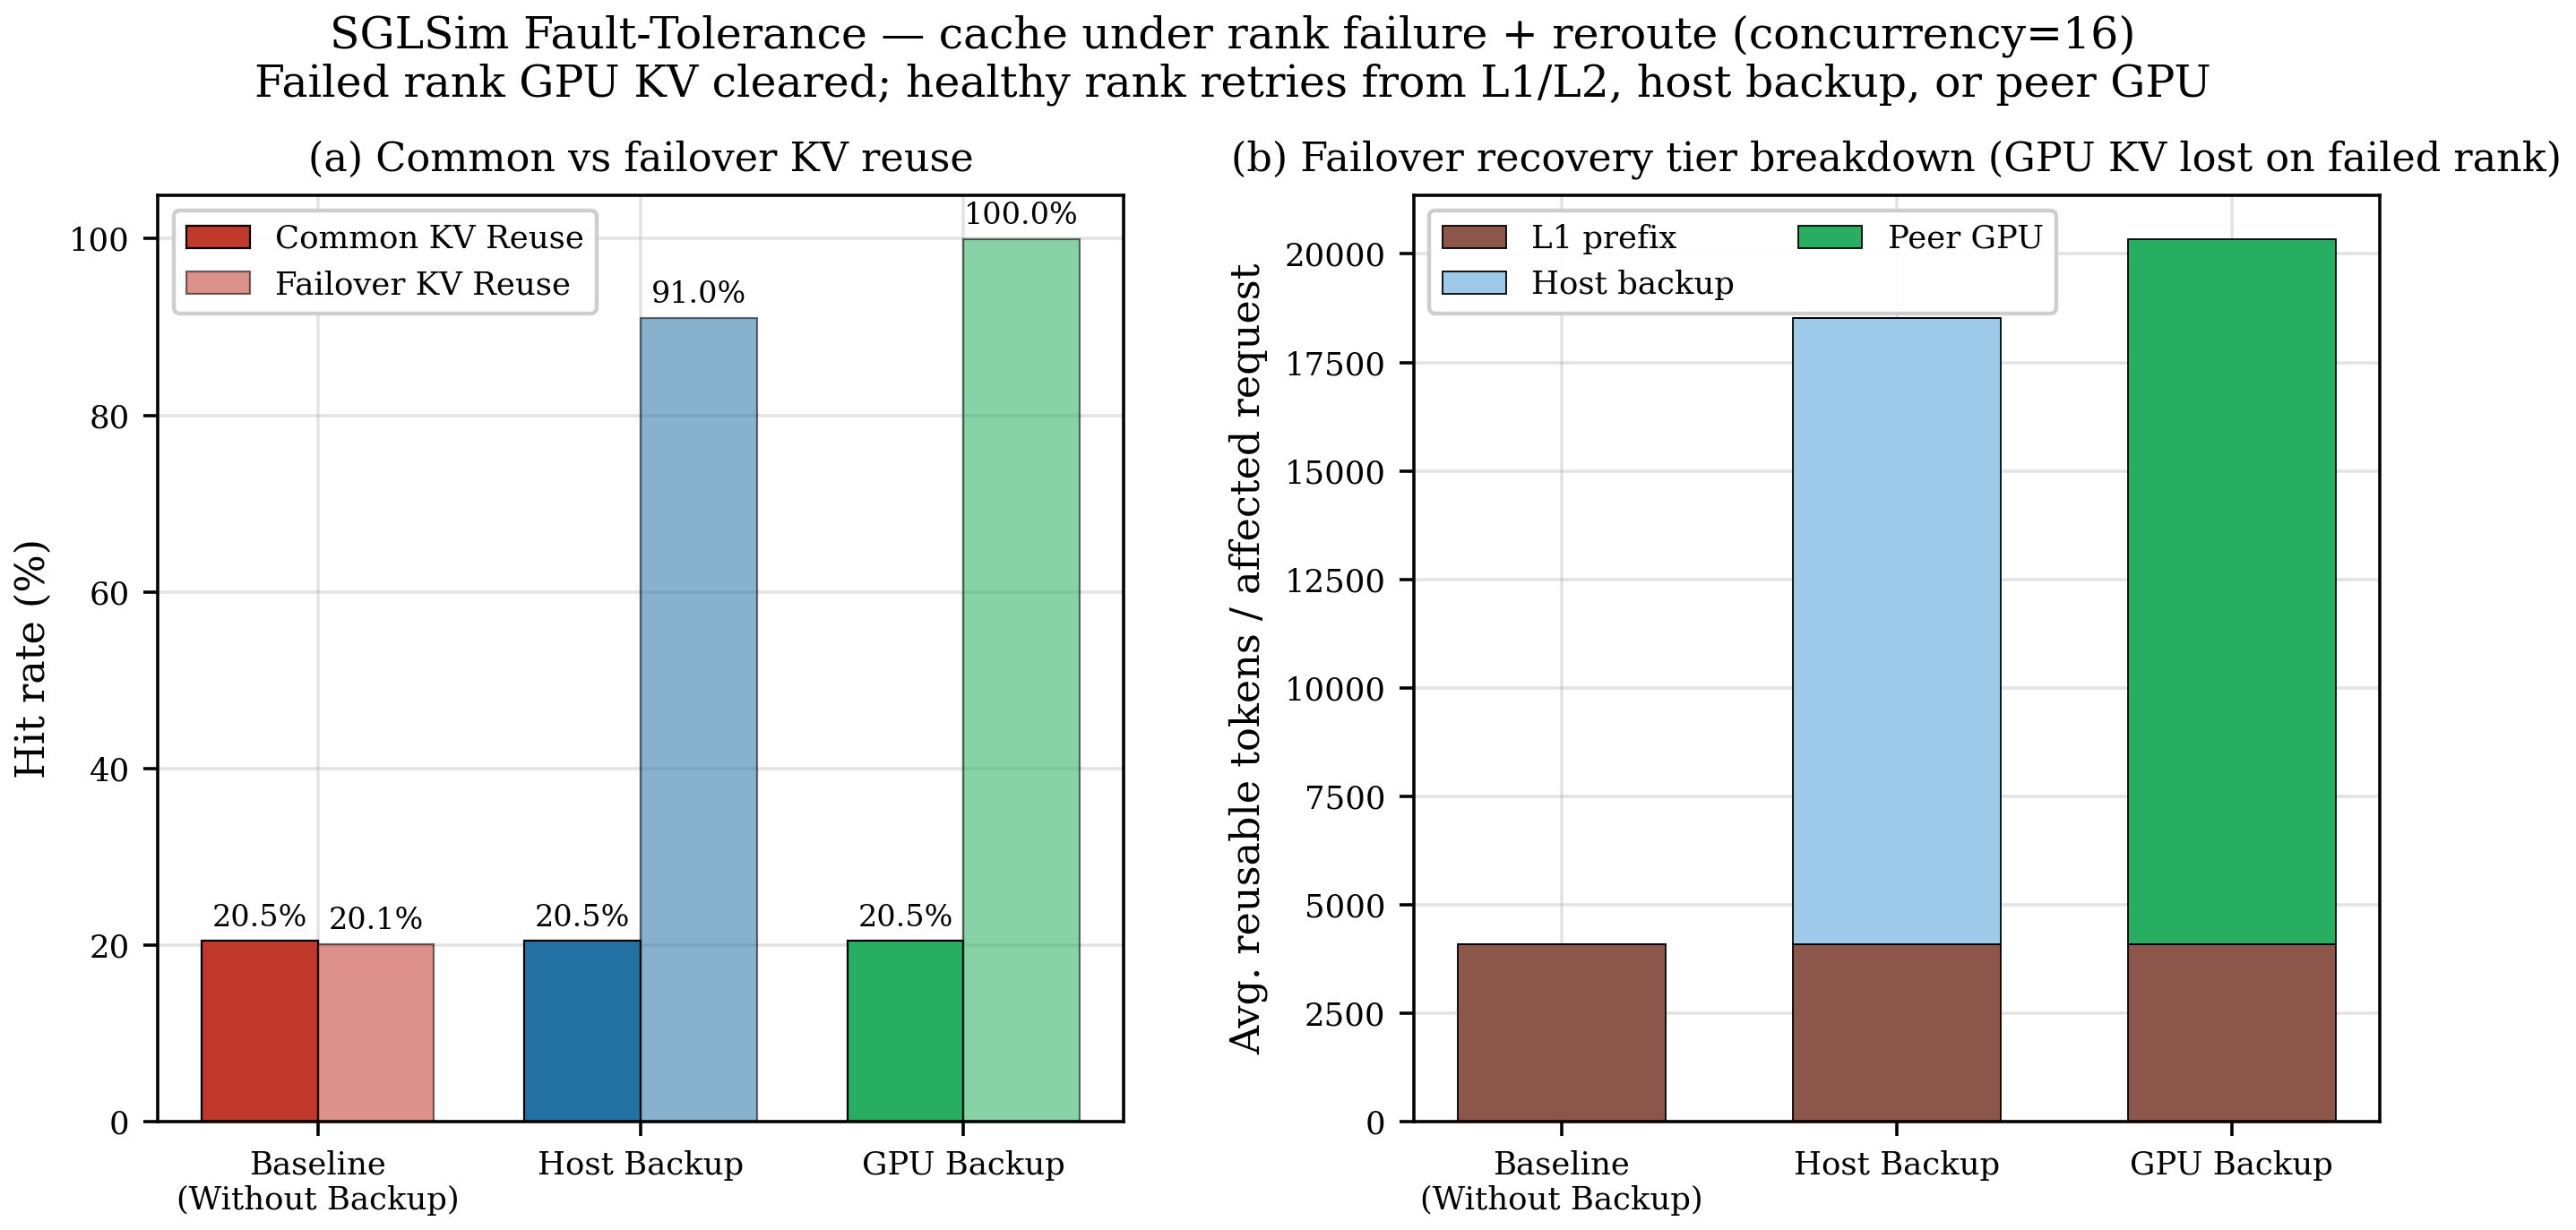 SGLSim Fault-Tolerance — cache under rank failure + reroute (concurrency=16)
Failed rank GPU KV cleared; healthy rank retries from L1/L2, host backup, or peer GPU
(a) Common vs failover KV reuse
Common KV Reuse
Failover KV Reuse
Hit rate (%)
100
80
60
40
20
0
20.5%
20.1%
20.5%
91.0%
20.5%
100.0%
Baseline
(Without Backup)
Host Backup
GPU Backup
(b) Failover recovery tier breakdown (GPU KV lost on failed rank)
L1 prefix
Host backup
Peer GPU
Avg. reusable tokens / affected request
20000
17500
15000
12500
10000
7500
5000
2500
0
Baseline
(Without Backup)
Host Backup
GPU Backup